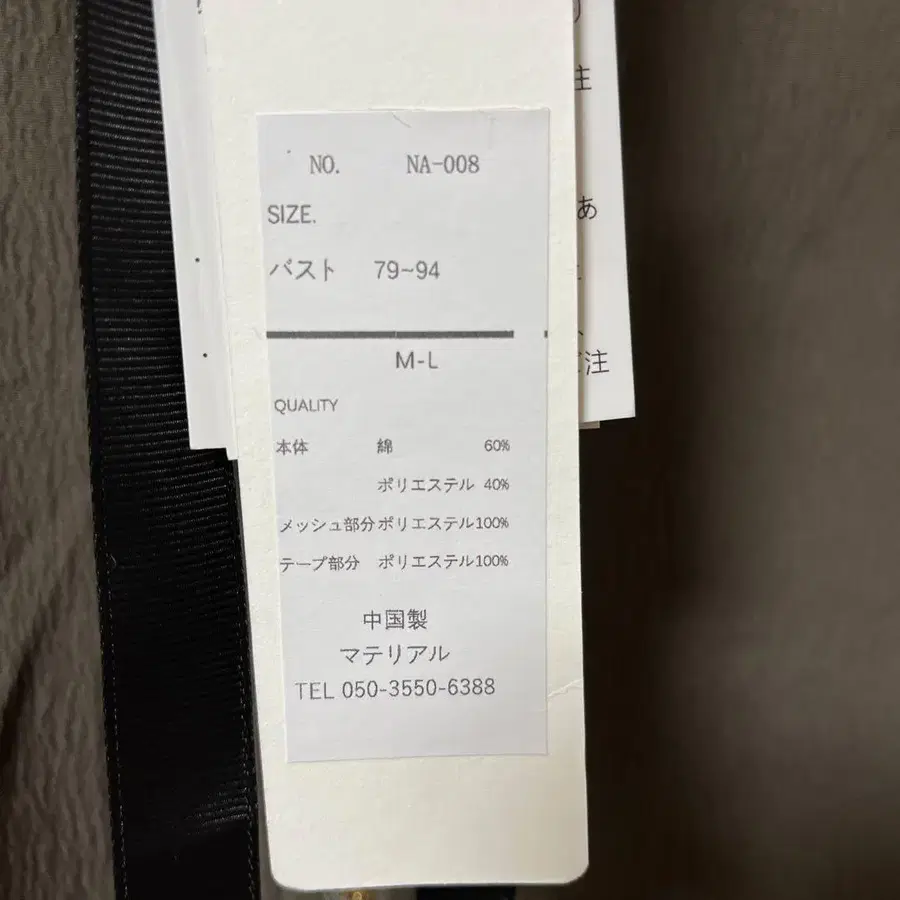 NO. NA-008
SIZE.
バスト 79~94
M-L
QUALITY
本体 綿 60%
ポリエステル 40%
メッシュ部分 ポリエステル100%
テープ部分 ポリエステル100%
中国製
マテリアル
TEL 050-3550-6388
注
あ
注